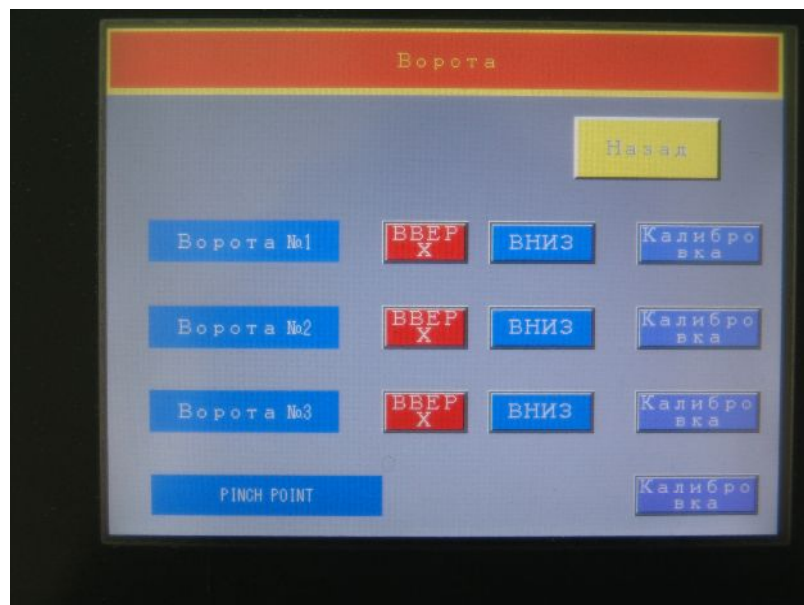 Ворота
Назад
Ворота №1
ВВЕР
Х
ВНИЗ
Калибро
вка
Ворота №2
ВВЕР
Х
ВНИЗ
Калибро
вка
Ворота №3
ВВЕР
Х
ВНИЗ
Калибро
вка
PINCH POINT
Калибро
вка